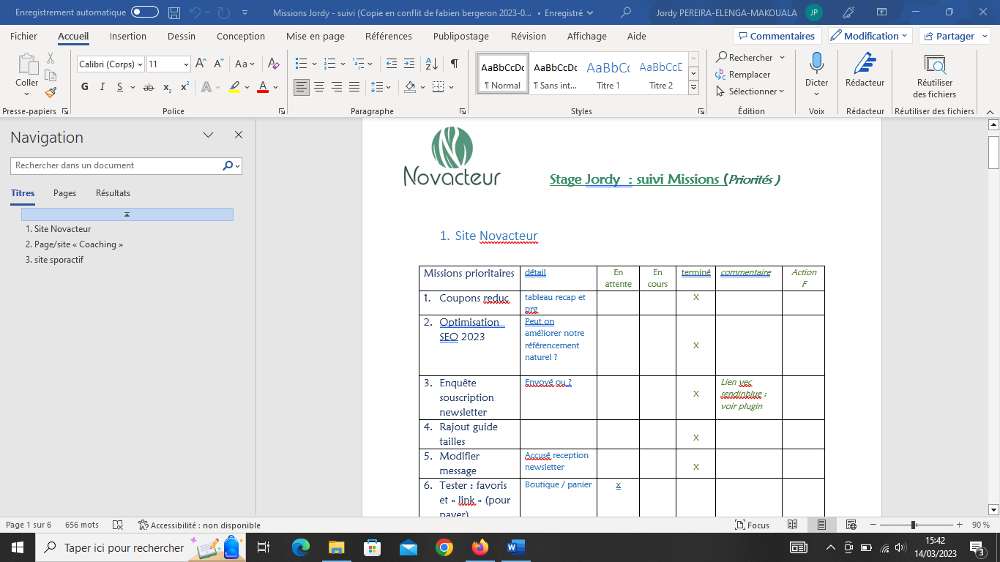 Enregistrement automatique
Missions Jordy - suivi (Copie en conflit de fabien bergeron 2023-0... • Enregistré
Jordy PEREIRA-ELENGA-MAKOUALA JP
Fichier Accueil Insertion Dessin Conception Mise en page Références Publipostage Révision Affichage Aide
Commentaires Modification Partager
Coller
Calibri (Corps) 11
Aa
G I S ab x2 x2 A A
AaBbCcDc AaBbCcDc AaBbCc AaBbCcD
¶ Normal ¶ Sans int... Titre 1 Titre 2
Rechercher
Remplacer
Sélectionner
Dicter
Rédacteur
Réutiliser
des fichiers
Presse-papiers Police Paragraphe Styles Édition Voix Rédacteur Réutiliser des fichiers
Navigation
Rechercher dans un document
Titres Pages Résultats
1. Site Novacteur
2. Page/site « Coaching »
3. site sporactif
Novacteur
Stage Jordy : suivi Missions (Priorités )
1. Site Novacteur
Missions prioritaires détail En attente En cours terminé commentaire Action F
1. Coupons reduc tableau recap et prg X
2. Optimisation SEO 2023 Peut on améliorer notre référencement naturel ? X
3. Enquête souscription newsletter Envoyé ou ? X Lien vec sendinblue : voir plugin
4. Rajout guide tailles X
5. Modifier message Accusé reception newsletter X
6. Tester : favoris et « link » (pour payer) Boutique / panier x
Page 1 sur 6 656 mots Accessibilité : non disponible Focus 90 %
Taper ici pour rechercher
15:42
14/03/2023
3